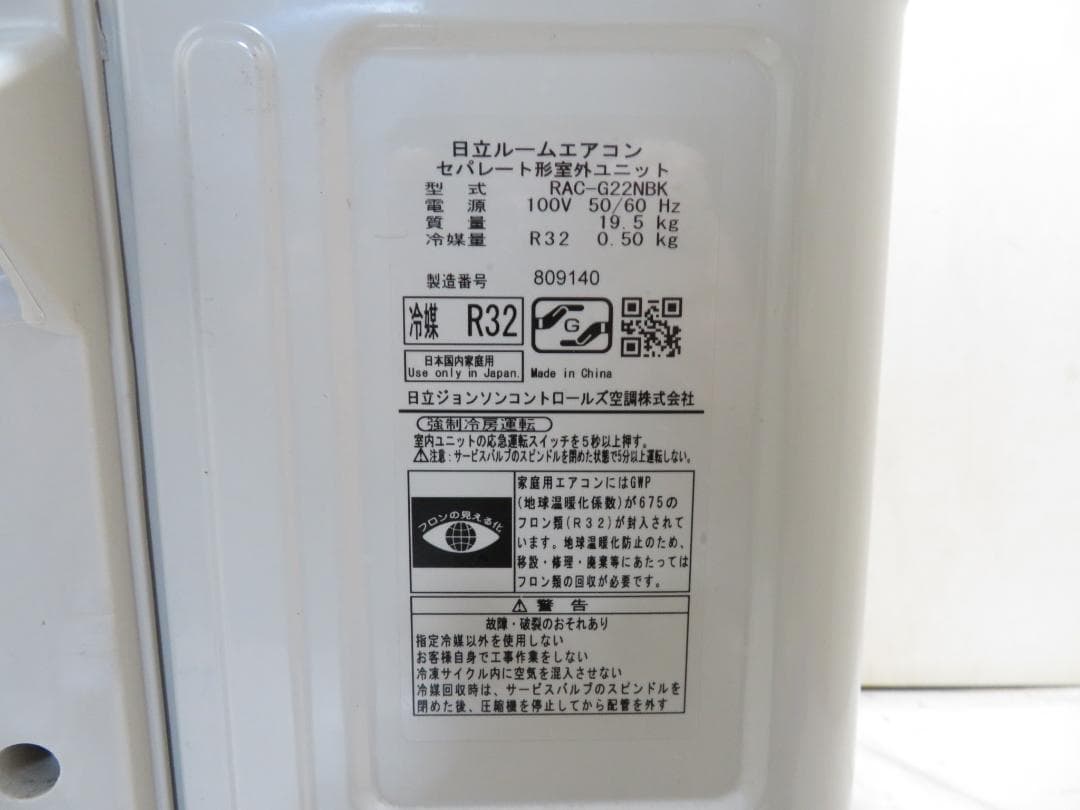 日立ルームエアコン
セパレート形室外ユニット
型 式 RAC-G22NBK
電 源 100V 50/60 Hz
質 量 19.5 kg
冷媒量 R32 0.50 kg
製造番号 809140
冷媒 R32
G
日本国内家庭用
Use only in Japan.
Made in China
日立ジョンソンコントロールズ空調株式会社
強制冷房運転
室内ユニットの応急運転スイッチを5秒以上押す。
⚠注意:サービスバルブのスピンドルを閉めた状態で5分以上運転しない。
フロンの見える化
家庭用エアコンにはGWP
(地球温暖化係数)が675の
フロン類(R32)が封入されて
います。地球温暖化防止のため、
移設・修理・廃棄等にあたっては
フロン類の回収が必要です。
⚠ 警 告
故障・破裂のおそれあり
指定冷媒以外を使用しない
お客様自身で工事作業をしない
冷凍サイクル内に空気を混入させない
冷媒回収時は、サービスバルブのスピンドルを
閉めた後、圧縮機を停止してから配管を外す